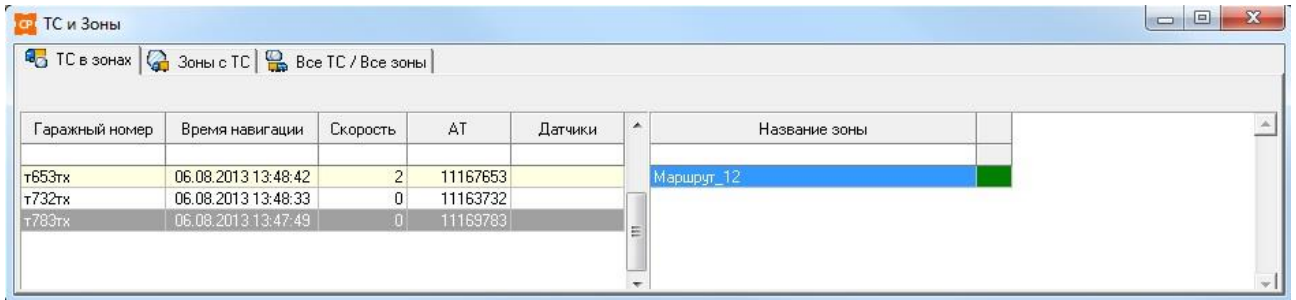 CP ТС и Зоны
ТС в зонах Зоны с ТС Все ТС / Все зоны
Гаражный номер Время навигации Скорость АТ Датчики Название зоны
т653тх 06.08.2013 13:48:42 2 11167653 Маршрут_12
т732тх 06.08.2013 13:48:33 0 11163732
т783тх 06.08.2013 13:47:49 0 11169783